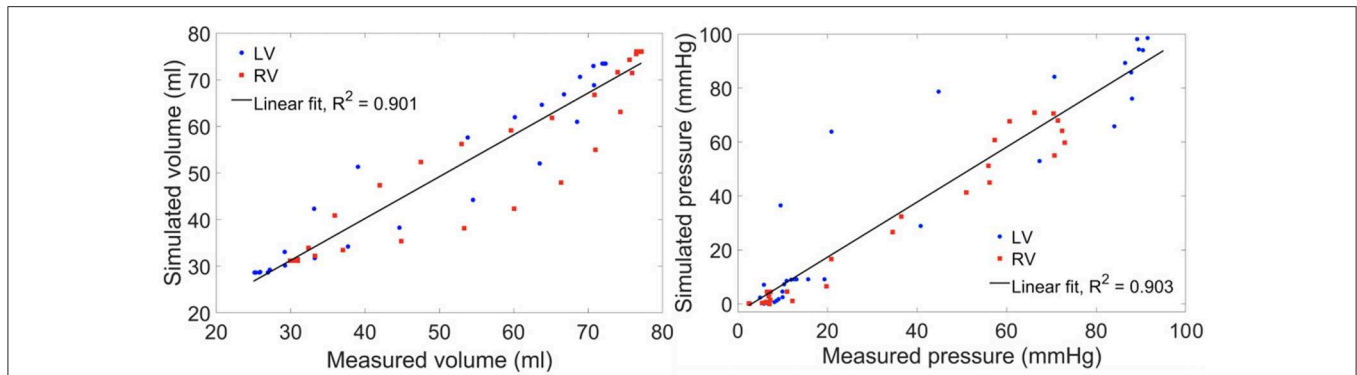 80
70
60
50
40
30
20
Simulated volume (ml)
LV
RV
Linear fit, R² = 0.901
20 30 40 50 60 70 80
Measured volume (ml)
100
80
60
40
20
0
Simulated pressure (mmHg)
LV
RV
Linear fit, R² = 0.903
0 20 40 60 80 100
Measured pressure (mmHg)